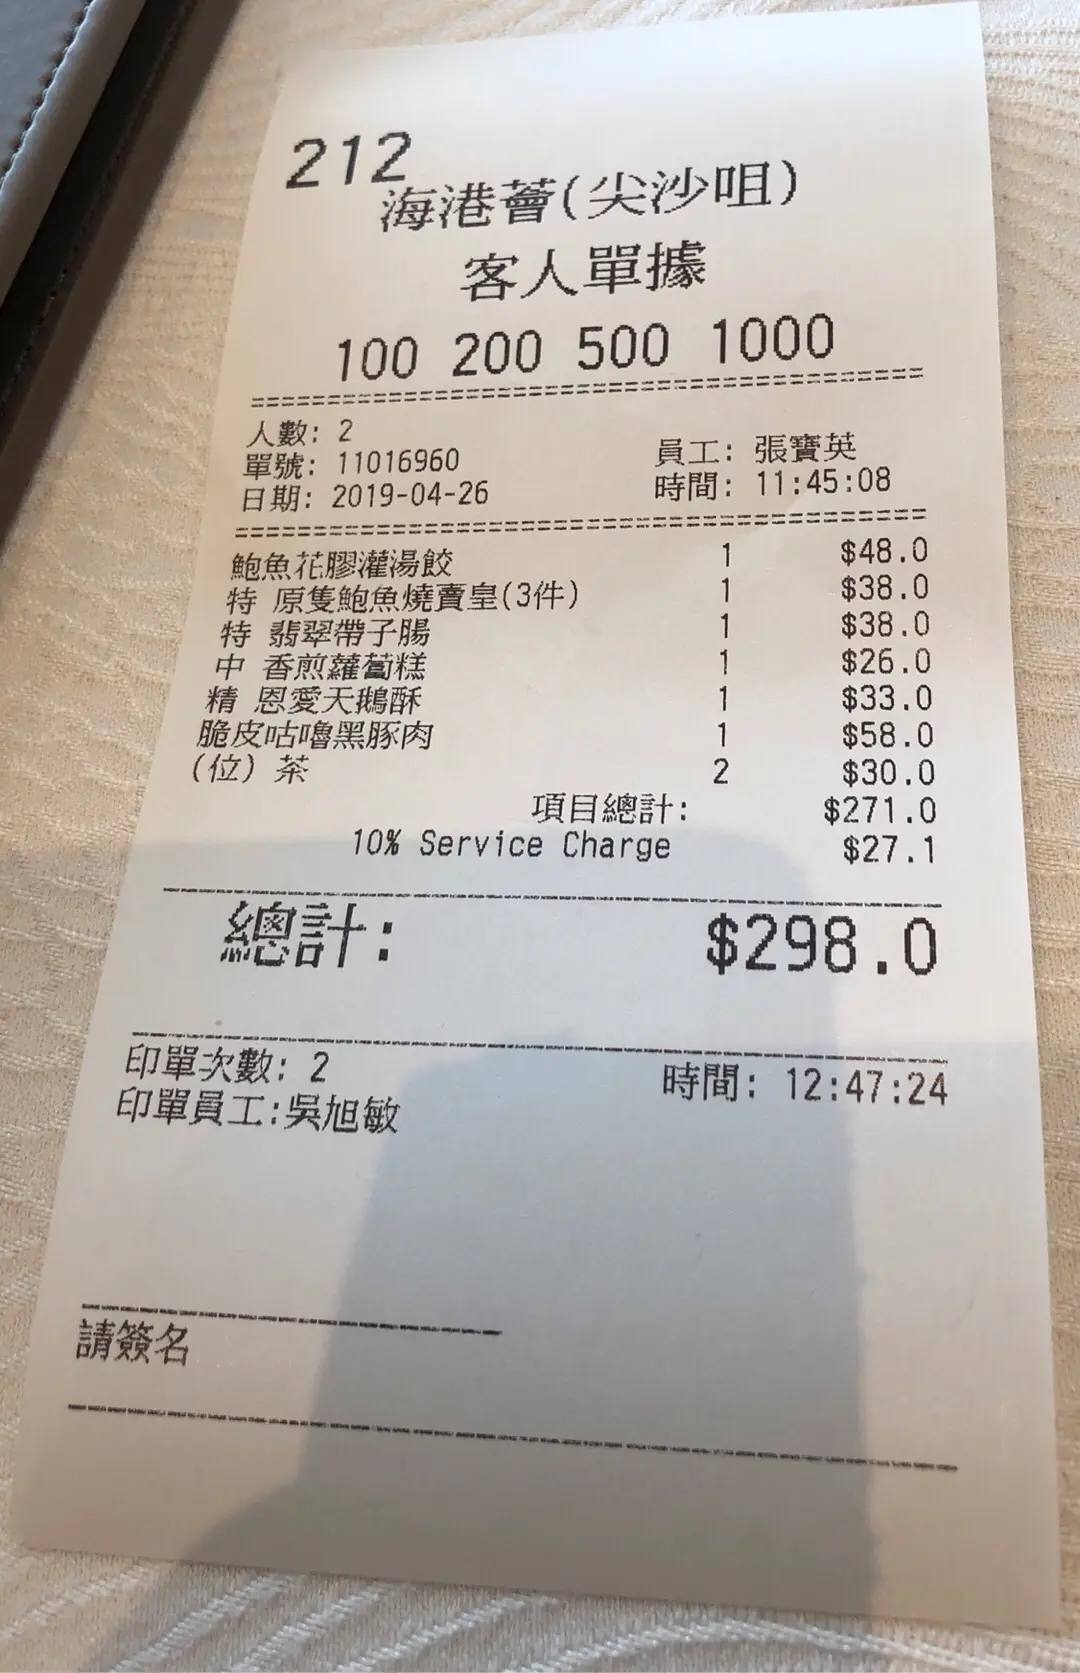 212
海港薈(尖沙咀)
客人單據
100 200 500 1000
人數: 2
單號: 11016960 員工: 張寶英
日期: 2019-04-26 時間: 11:45:08
鮑魚花膠灌湯餃 1 $48.0
特 原隻鮑魚燒賣皇(3件) 1 $38.0
特 翡翠帶子腸 1 $38.0
中 香煎蘿蔔糕 1 $26.0
精 恩愛天鵝酥 1 $33.0
脆皮咕嚕黑豚肉 1 $58.0
(位) 茶 2 $30.0
項目總計: $271.0
10% Service Charge $27.1
總計: $298.0
印單次數: 2 時間: 12:47:24
印單員工:吳旭敏
請簽名